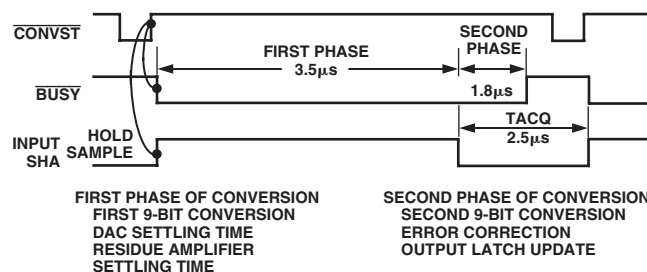 CONVST
FIRST PHASE
3.5µs
SECOND
PHASE
1.8µs
BUSY
TACQ
2.5µs
HOLD
SAMPLE
INPUT
SHA
FIRST PHASE OF CONVERSION
FIRST 9-BIT CONVERSION
DAC SETTLING TIME
RESIDUE AMPLIFIER
SETTLING TIME
SECOND PHASE OF CONVERSION
SECOND 9-BIT CONVERSION
ERROR CORRECTION
OUTPUT LATCH UPDATE